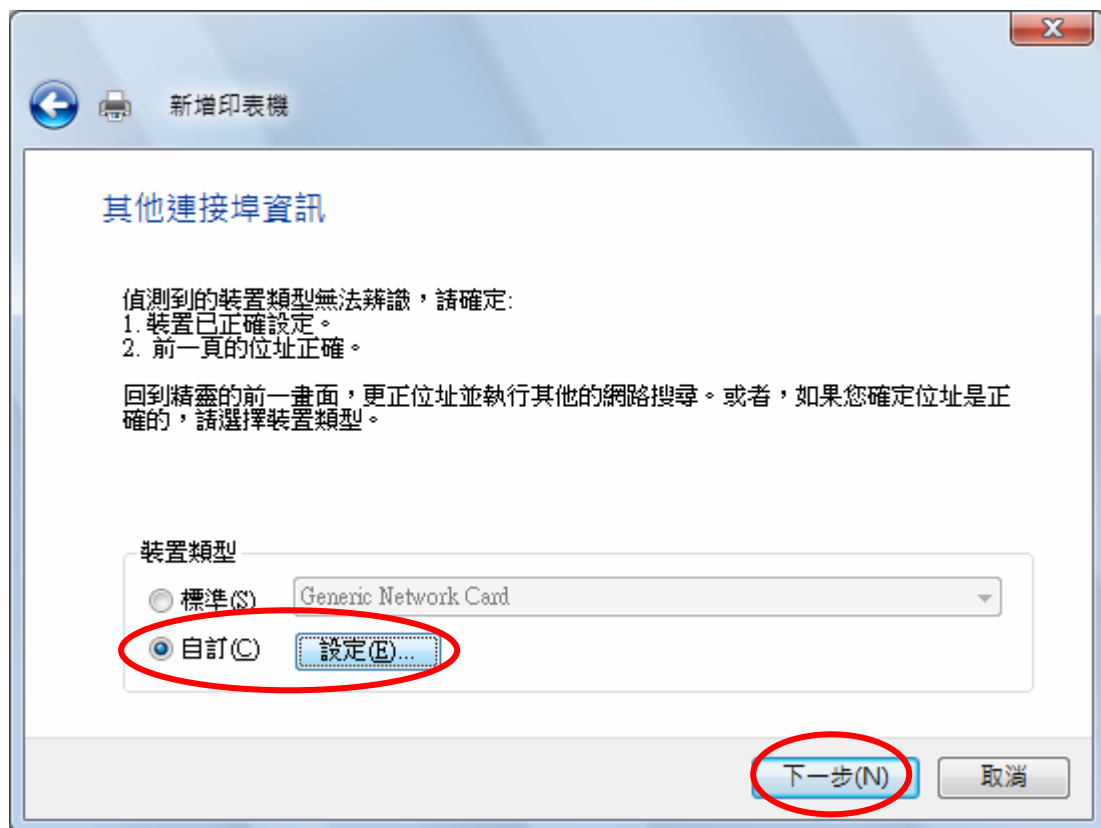 新增印表機
其他連接埠資訊
偵測到的裝置類型無法辨識，請確定:
1. 裝置已正確設定。
2. 前一頁的位址正確。
回到精靈的前一畫面，更正位址並執行其他的網路搜尋。或者，如果您確定位址是正
確的，請選擇裝置類型。
裝置類型
標準(S) Generic Network Card
自訂(C) 設定(E)...
下一步(N) 取消